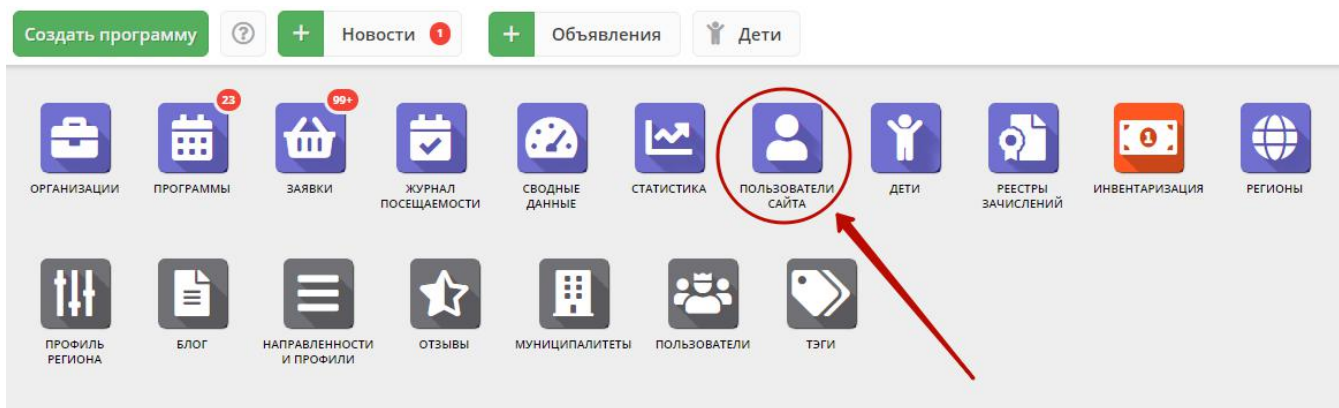 Создать программу ? + Новости 1 + Объявления Дети
23 99+
1
ОРГАНИЗАЦИИ ПРОГРАММЫ ЗАЯВКИ ЖУРНАЛ СВОДНЫЕ СТАТИСТИКА ПОЛЬЗОВАТЕЛИ ДЕТИ РЕЕСТРЫ ИНВЕНТАРИЗАЦИЯ РЕГИОНЫ
ПОСЕЩАЕМОСТИ ДАННЫЕ САЙТА ЗАЧИСЛЕНИЙ
ПРОФИЛЬ БЛОГ НАПРАВЛЕННОСТИ ОТЗЫВЫ МУНИЦИПАЛИТЕТЫ ПОЛЬЗОВАТЕЛИ ТЭГИ
РЕГИОНА И ПРОФИЛИ